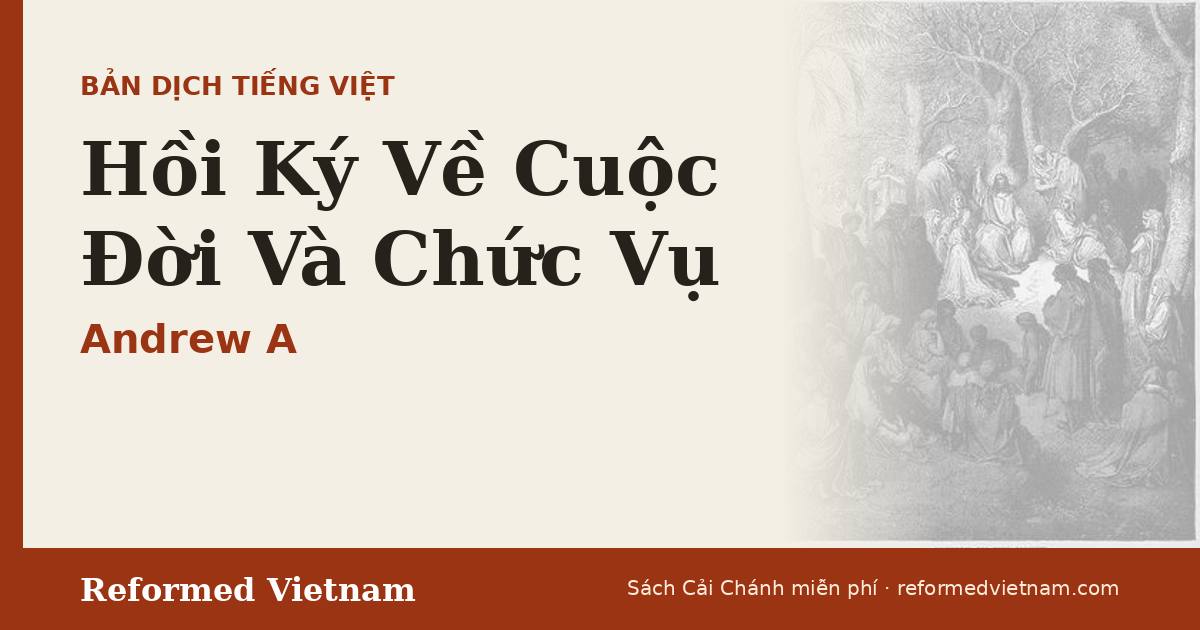 BẢN DỊCH TIẾNG VIỆT
Hồi Ký Về Cuộc
Đời Và Chức Vụ
Andrew A
Reformed Vietnam
Sách Cải Chánh miễn phí · reformedvietnam.com